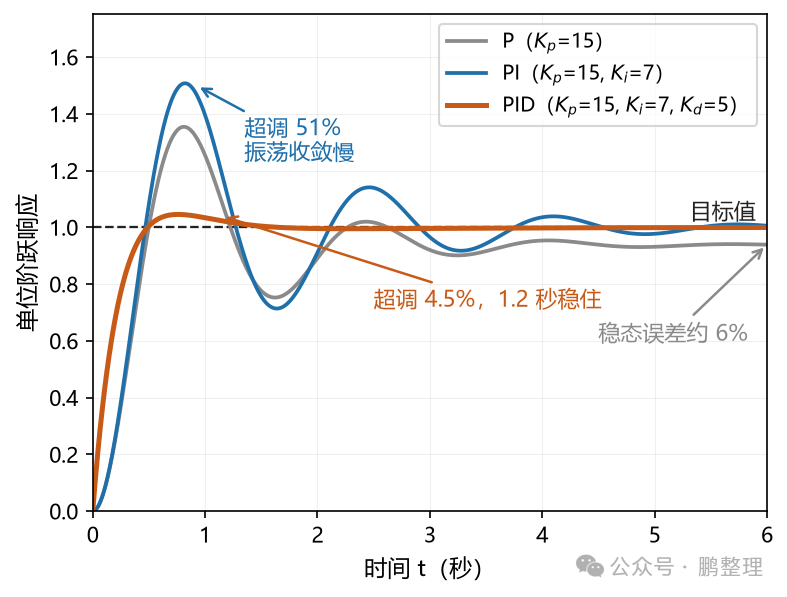 P（Kp=15）
PI（Kp=15, Ki=7）
PID（Kp=15, Ki=7, Kd=5）
超调 51%
振荡收敛慢
目标值
超调 4.5%，1.2 秒稳住
稳态误差约 6%
单位阶跃响应
1.6
1.4
1.2
1.0
0.8
0.6
0.4
0.2
0.0
0 1 2 3 4 5 6
时间 t（秒）
公众号 · 鹏整理